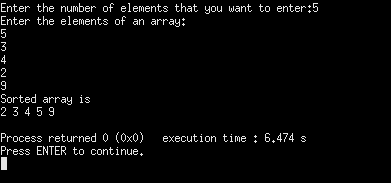 Enter the number of elements that you want to enter:5
Enter the elements of an array:
5
3
4
2
9
Sorted array is
2 3 4 5 9
Process returned 0 (0x0)   execution time : 6.474 s
Press ENTER to continue.